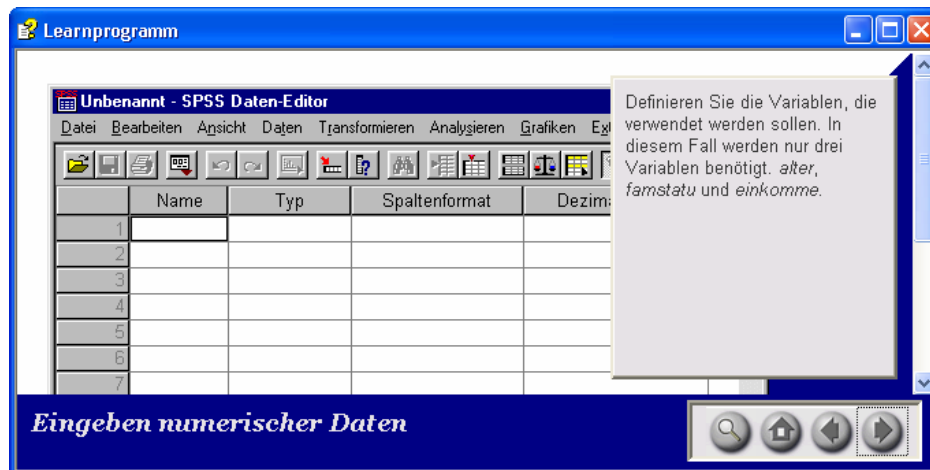 Learnprogramm
Unbenannt - SPSS Daten-Editor
Datei Bearbeiten Ansicht Daten Transformieren Analysieren Grafiken
Name Typ Spaltenformat
1
2
3
4
5
6
7
Definieren Sie die Variablen, die
verwendet werden sollen. In
diesem Fall werden nur drei
Variablen benötigt. alter,
famstatu und einkomme.
Eingeben numerischer Daten